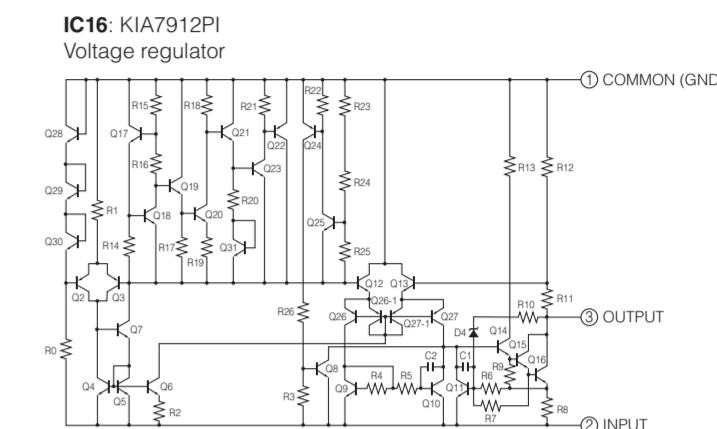 IC16: KIA7912PI
Voltage regulator
1 COMMON (GND
R15 R18 R21 R22 R23
Q28 Q17 Q21 Q22 Q24
R16 Q23 R24 R13 R12
Q29 Q19
R1 Q18 Q20 R20 Q25
Q30 R14 R17 R19 Q31 R25
Q2 Q3 Q12 Q13
R26 Q26 Q26-1 Q27-1 Q27 R10 R11
3 OUTPUT
Q7 D4 Q14 Q15
R0 Q8 C2 C1 R9 Q16
Q4 Q5 Q6 R3 Q9 R4 R5 Q10 Q11 R6
R2 R7 R8
2 INPUT